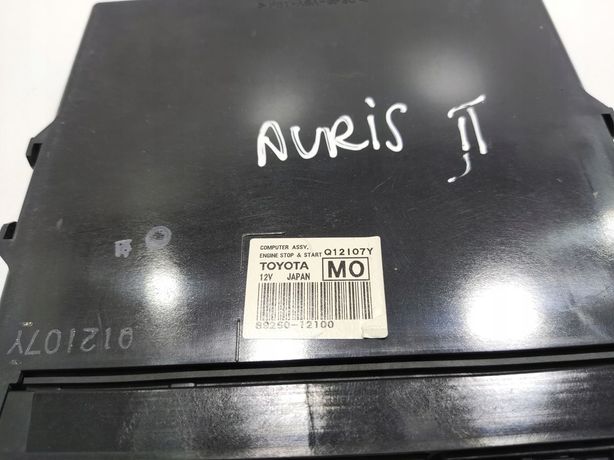 AURIS II
COMPUTER ASSY,
ENGINE STOP & START Q12107Y
TOYOTA MO
12V JAPAN
89250-12100
Q12107Y